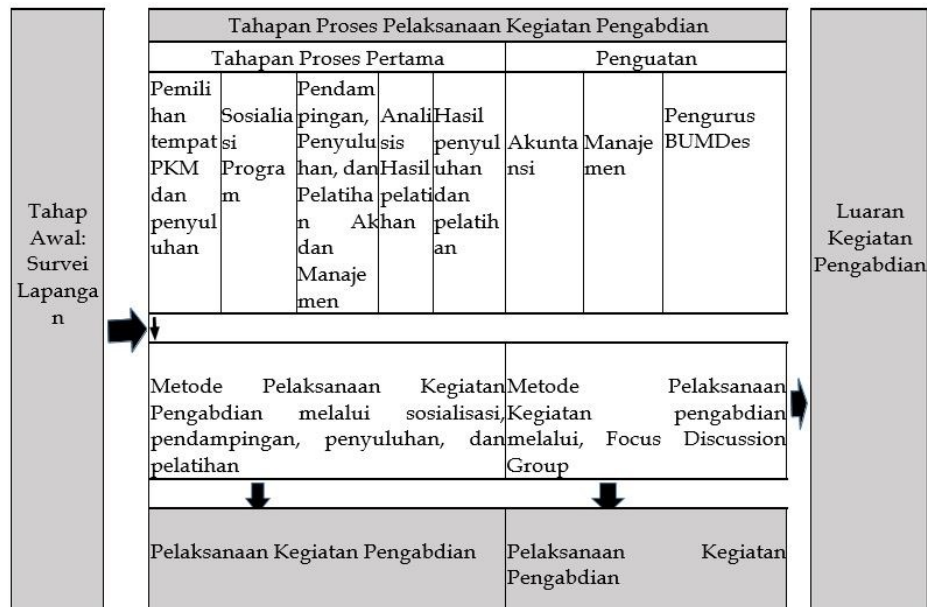 Tahapan Proses Pelaksanaan Kegiatan Pengabdian
Tahapan Proses Pertama
Penguatan
Tahap
Awal:
Survei
Lapanga
n
Pemili
han
tempat
PKM
dan
penyul
uhan
Sosialia
si
Progra
m
Pendam
pingan,
Penyulu
han, dan
Pelatiha
n Ak
dan
Manaje
men
Anali
sis
Hasil
pelati
han
Hasil
penyul
uhan
dan
pelatih
an
Akunta
nsi
Manaje
men
Pengurus
BUMDes
Luaran
Kegiatan
Pengabdian
Metode Pelaksanaan Kegiatan
Pengabdian melalui sosialisasi,
pendampingan, penyuluhan, dan
pelatihan
Metode Pelaksanaan
Kegiatan pengabdian
melalui, Focus Discussion
Group
Pelaksanaan Kegiatan Pengabdian
Pelaksanaan Kegiatan
Pengabdian